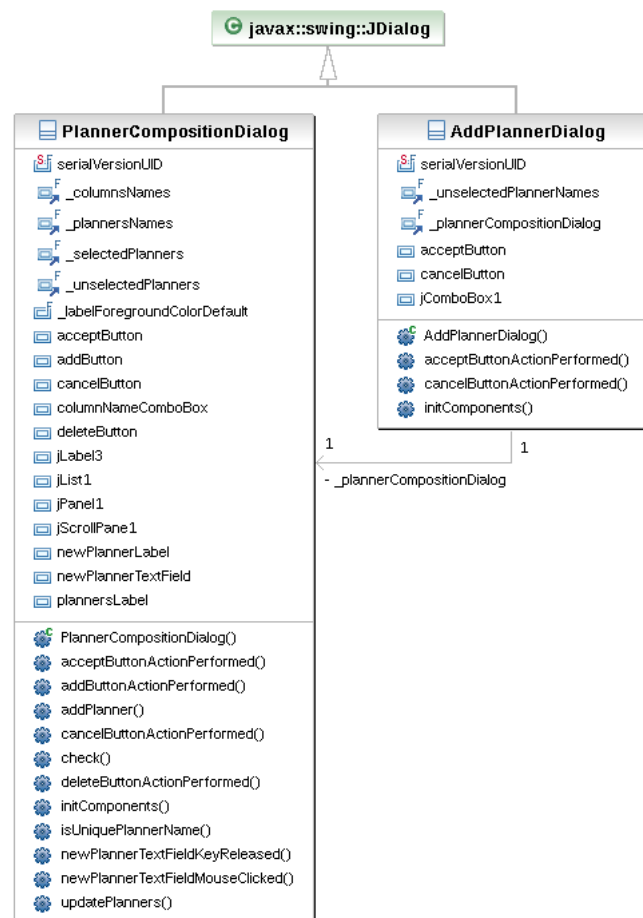 javax::swing::JDialog
PlannerCompositionDialog
serialVersionUID
_columnsNames
_plannersNames
_selectedPlanners
_unselectedPlanners
_labelForegroundColorDefault
acceptButton
addButton
cancelButton
columnNameComboBox
deleteButton
jLabel3
jList1
jPanel1
jScrollPane1
newPlannerLabel
newPlannerTextField
plannersLabel
PlannerCompositionDialog()
acceptButtonActionPerformed()
addButtonActionPerformed()
addPlanner()
cancelButtonActionPerformed()
check()
deleteButtonActionPerformed()
initComponents()
isUniquePlannerName()
newPlannerTextFieldKeyReleased()
newPlannerTextFieldMouseClicked()
updatePlanners()
AddPlannerDialog
serialVersionUID
_unselectedPlannerNames
_plannerCompositionDialog
acceptButton
cancelButton
jComboBox1
AddPlannerDialog()
acceptButtonActionPerformed()
cancelButtonActionPerformed()
initComponents()
1
1
- _plannerCompositionDialog